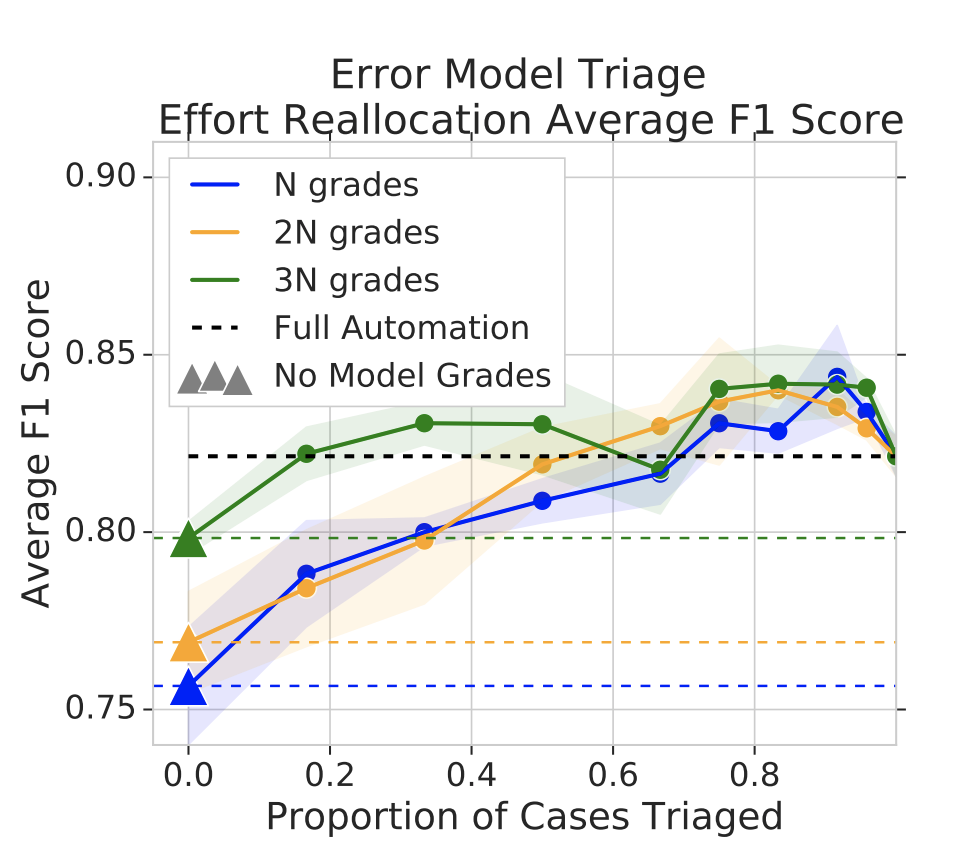 Error Model Triage
Effort Reallocation Average F1 Score
0.90
0.85
0.80
0.75
Average F1 Score
N grades
2N grades
3N grades
Full Automation
No Model Grades
0.0 0.2 0.4 0.6 0.8
Proportion of Cases Triaged